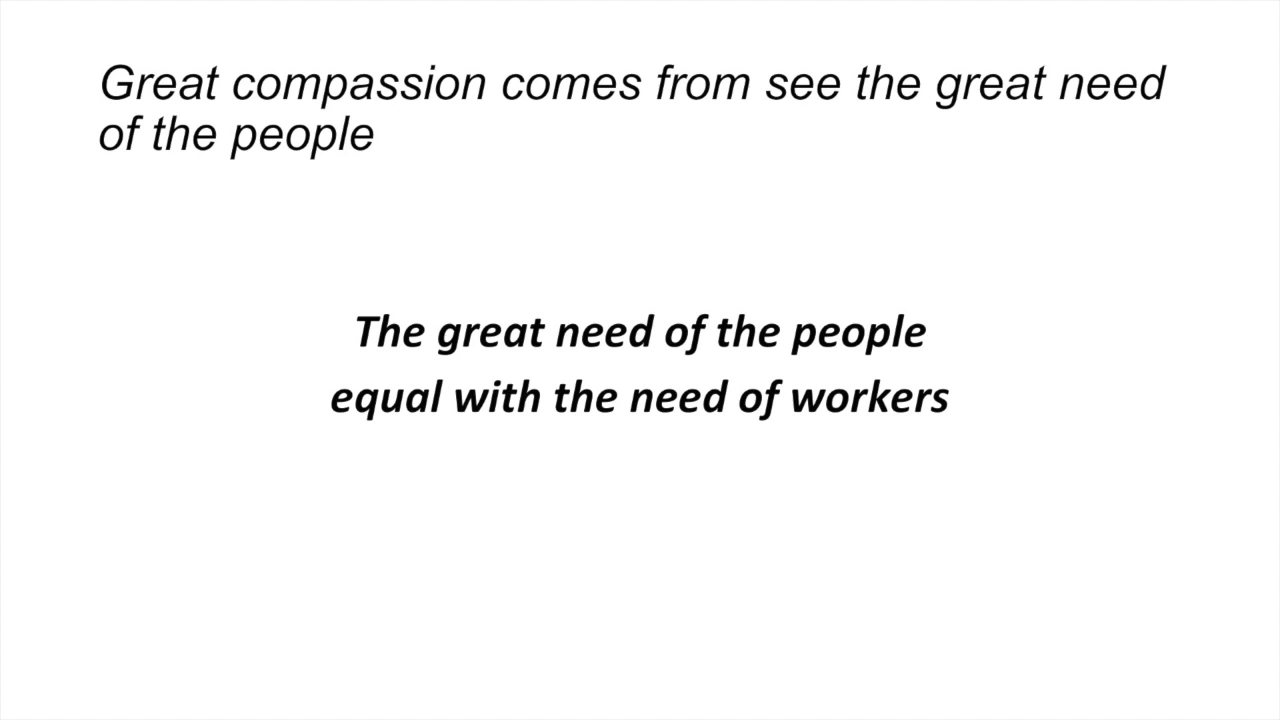 Great compassion comes from see the great need
of the people
The great need of the people
equal with the need of workers